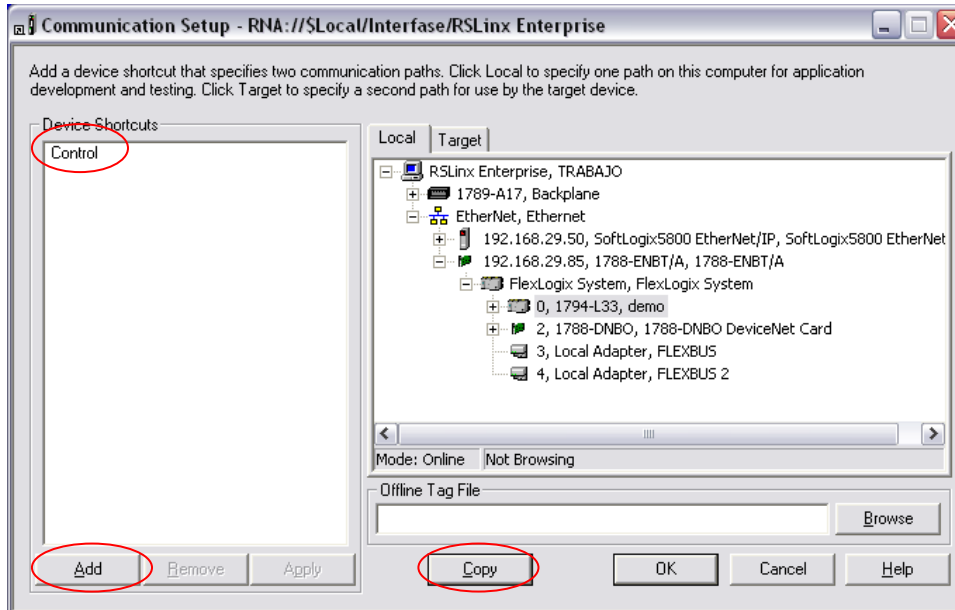 Communication Setup - RNA://$Local/Interfase/RSLinx Enterprise
Add a device shortcut that specifies two communication paths. Click Local to specify one path on this computer for application
development and testing. Click Target to specify a second path for use by the target device.
Device Shortcuts
Control
Local
Target
RSLinx Enterprise, TRABAJO
1789-A17, Backplane
EtherNet, Ethernet
192.168.29.50, SoftLogix5800 EtherNet/IP, SoftLogix5800 EtherNet
192.168.29.85, 1788-ENBT/A, 1788-ENBT/A
FlexLogix System, FlexLogix System
0, 1794-L33, demo
2, 1788-DNBO, 1788-DNBO DeviceNet Card
3, Local Adapter, FLEXBUS
4, Local Adapter, FLEXBUS 2
Mode: Online
Not Browsing
Offline Tag File
Browse
Add
Remove
Apply
Copy
OK
Cancel
Help